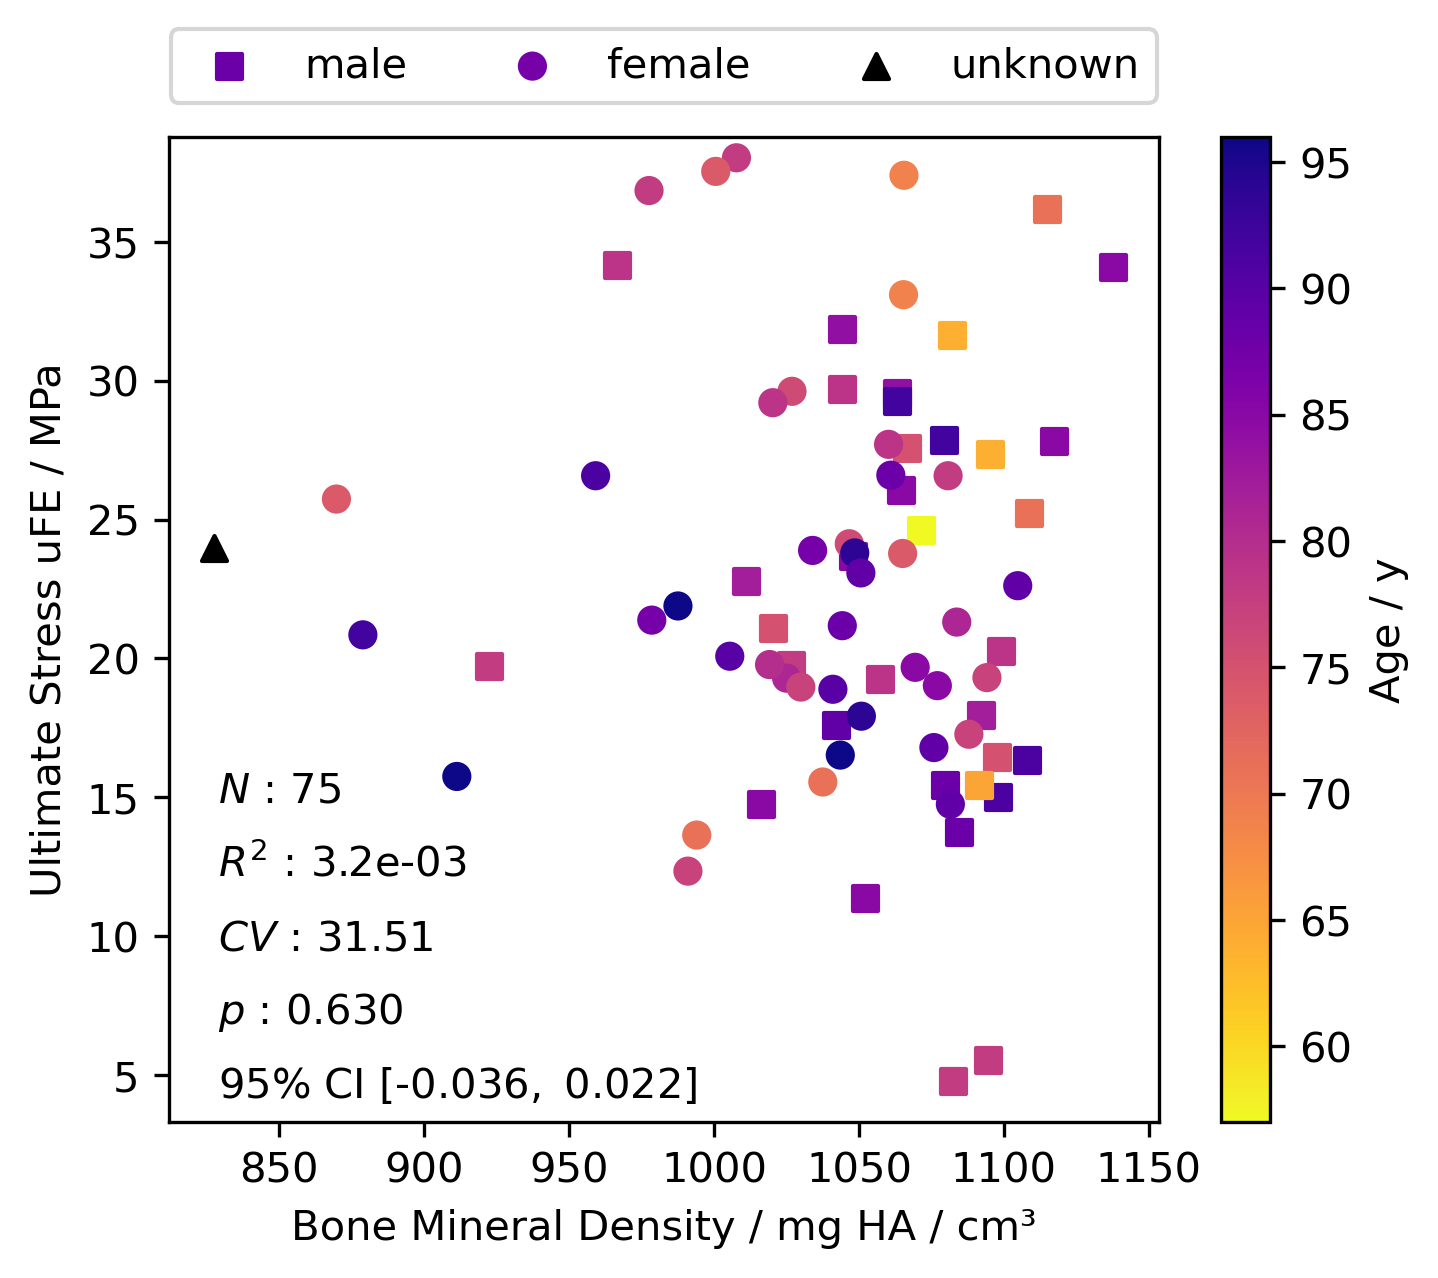 male female unknown
Ultimate Stress uFE / MPa
35
30
25
20
15
10
5
N : 75
R² : 3.2e-03
CV : 31.51
p : 0.630
95% CI [-0.036, 0.022]
850 900 950 1000 1050 1100 1150
Bone Mineral Density / mg HA / cm³
95
90
85
80
75
70
65
60
Age / y